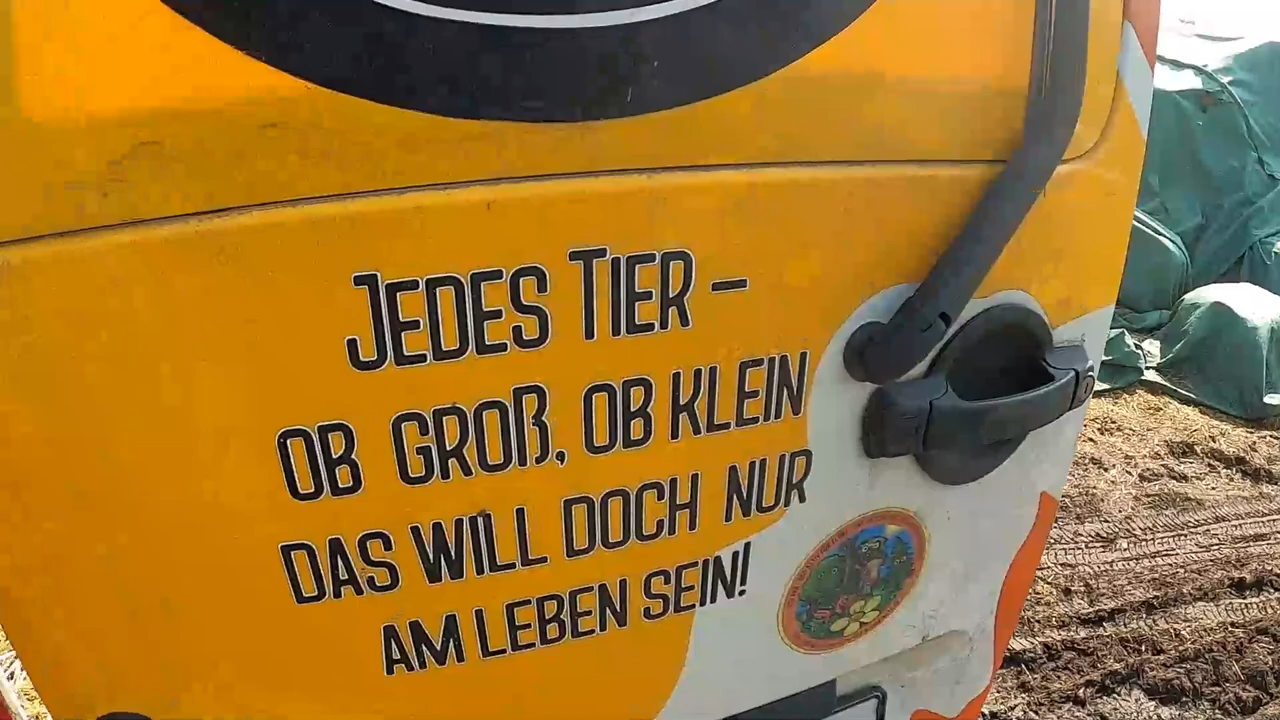 JEDES TIER –
OB GROß, OB KLEIN
DAS WILL DOCH NUR
AM LEBEN SEIN!